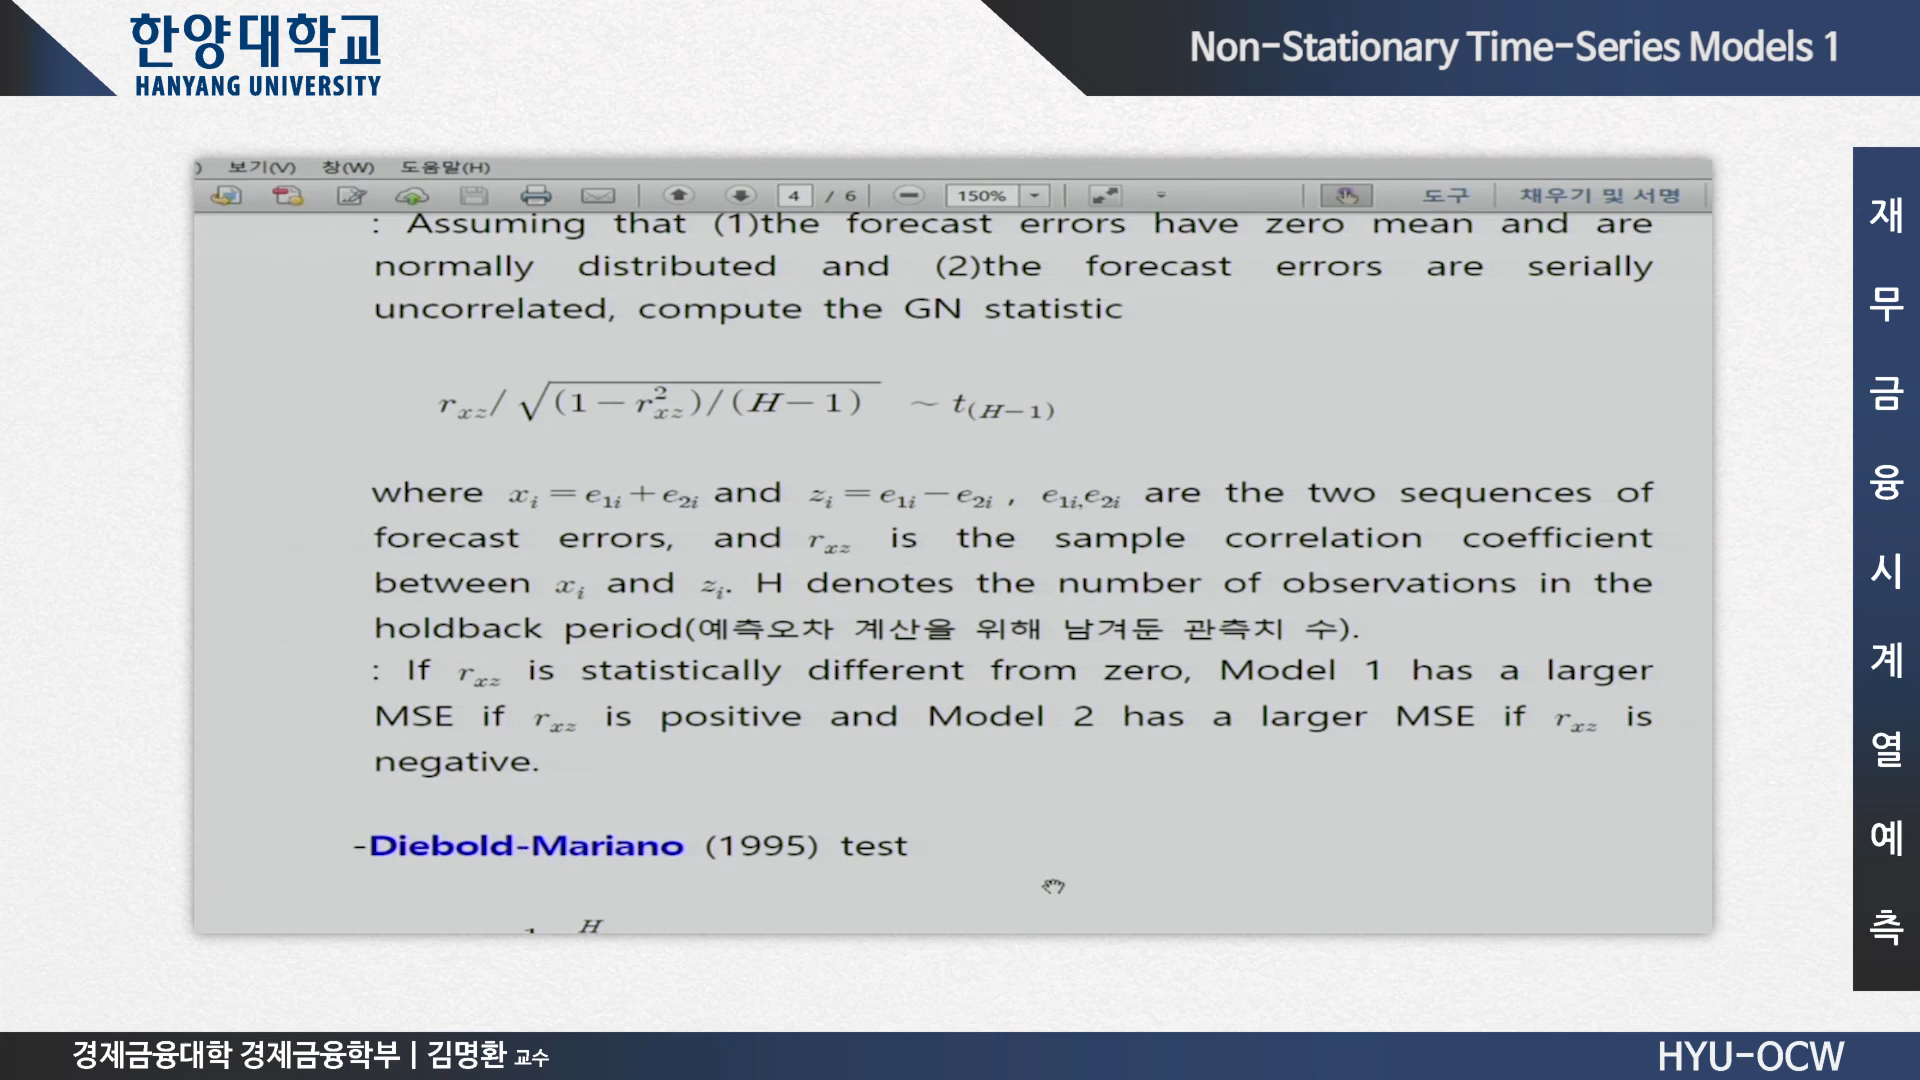 한양대학교
HANYANG UNIVERSITY
Non-Stationary Time-Series Models 1
) 보기(V) 창(W) 도움말(H)
4 / 6 150% 도구 채우기 및 서명
: Assuming that (1)the forecast errors have zero mean and are
normally distributed and (2)the forecast errors are serially
uncorrelated, compute the GN statistic
r_{xz}/√((1−r²_{xz})/(H−1)) ~ t_{(H−1)}
where x_i = e_{1i} + e_{2i} and z_i = e_{1i} − e_{2i} , e_{1i},e_{2i} are the two sequences of
forecast errors, and r_{xz} is the sample correlation coefficient
between x_i and z_i. H denotes the number of observations in the
holdback period(예측오차 계산을 위해 남겨둔 관측치 수).
: If r_{xz} is statistically different from zero, Model 1 has a larger
MSE if r_{xz} is positive and Model 2 has a larger MSE if r_{xz} is
negative.
-Diebold-Mariano (1995) test
H
재무금융시계열예측
경제금융대학 경제금융학부 | 김명환 교수
HYU-OCW